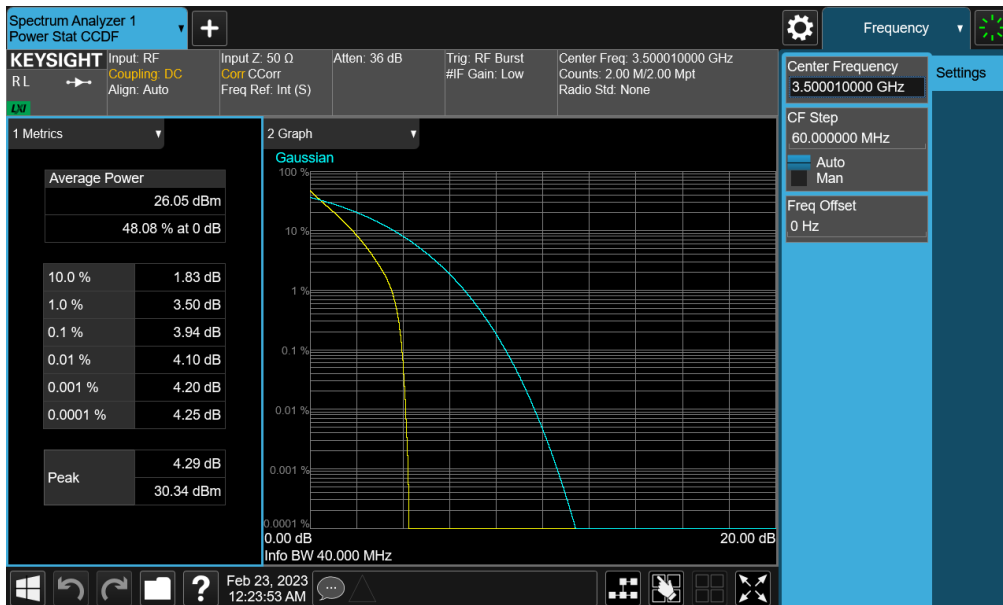 Spectrum Analyzer 1
Power Stat CCDF
Frequency
KEYSIGHT
R L
LXI
Input: RF
Coupling: DC
Align: Auto
Input Z: 50 Ω
Corr CCorr
Freq Ref: Int (S)
Atten: 36 dB
Trig: RF Burst
#IF Gain: Low
Center Freq: 3.500010000 GHz
Counts: 2.00 M/2.00 Mpt
Radio Std: None
Center Frequency
3.500010000 GHz
Settings
CF Step
60.000000 MHz
Auto
Man
Freq Offset
0 Hz
1 Metrics
Average Power
26.05 dBm
48.08 % at 0 dB
10.0 % 1.83 dB
1.0 % 3.50 dB
0.1 % 3.94 dB
0.01 % 4.10 dB
0.001 % 4.20 dB
0.0001 % 4.25 dB
Peak
4.29 dB
30.34 dBm
2 Graph
Gaussian
100 %
10 %
1 %
0.1 %
0.01 %
0.001 %
0.0001 %
0.00 dB 20.00 dB
Info BW 40.000 MHz
?
Feb 23, 2023
12:23:53 AM